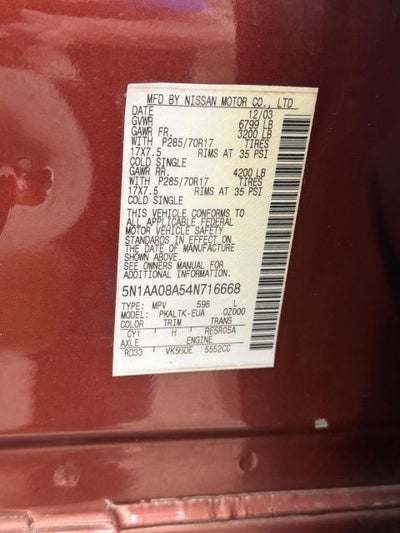 MFD BY NISSAN MOTOR CO., LTD
DATE 12/03
GVWR 6799 LB
GAWR FR. 3200 LB
WITH P285/70R17 TIRES
17X7.5 RIMS AT 35 PSI
COLD SINGLE
GAWR RR. 4200 LB
WITH P285/70R17 TIRES
17X7.5 RIMS AT 35 PSI
COLD SINGLE
THIS VEHICLE CONFORMS TO
ALL APPLICABLE FEDERAL
MOTOR VEHICLE SAFETY
STANDARDS IN EFFECT ON
THE DATE OF MANUFACTURE
SHOWN ABOVE.
SEE OWNERS MANUAL FOR
ADDITIONAL INFORMATION.
5N1AA08A54N716668
TYPE: MPV 598 L
MODEL: PKALTK-EUA 0Z000
COLOR TRIM TRANS
CY1 H RE5R05A
AXLE ENGINE
RD33 VK56DE 5552CC